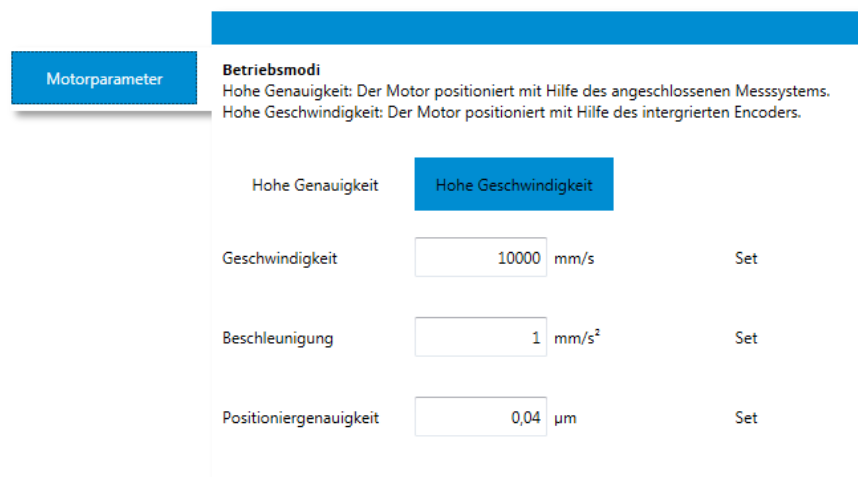 Motorparameter
Betriebsmodi
Hohe Genauigkeit: Der Motor positioniert mit Hilfe des angeschlossenen Messsystems.
Hohe Geschwindigkeit: Der Motor positioniert mit Hilfe des intergrierten Encoders.
Hohe Genauigkeit Hohe Geschwindigkeit
Geschwindigkeit 10000 mm/s Set
Beschleunigung 1 mm/s² Set
Positioniergenauigkeit 0,04 µm Set